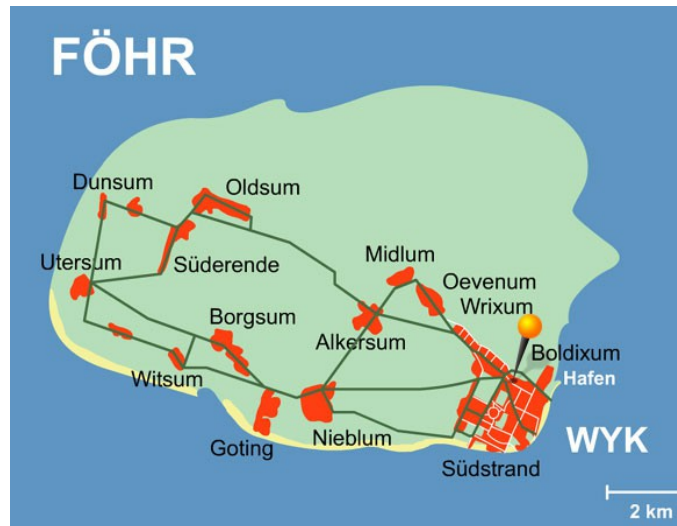 FÖHR
Dunsum
Oldsum
Utersum
Süderende
Midlum
Oevenum
Wrixum
Borgsum
Alkersum
Boldixum
Hafen
Witsum
Goting
Nieblum
WYK
Südstrand
2 km